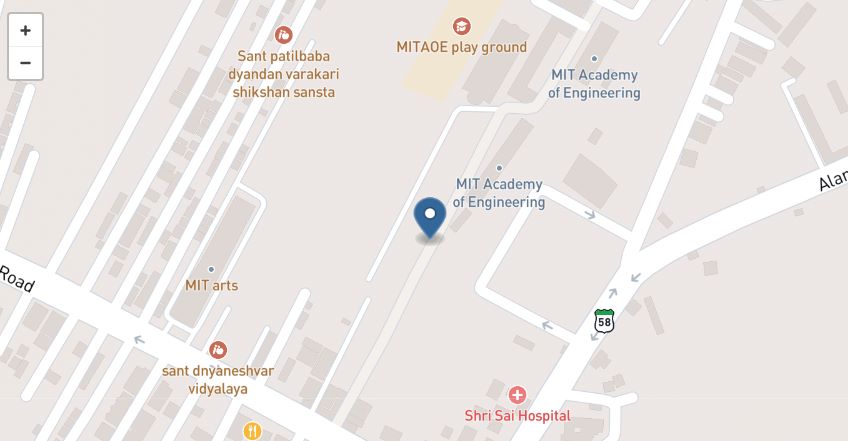 +
−
MITAOE play ground
Sant patilbaba
dyandan varakari
shikshan sansta
MIT Academy
of Engineering
MIT Academy
of Engineering
Road
MIT arts
58
sant dnyaneshvar
vidyalaya
Shri Sai Hospital